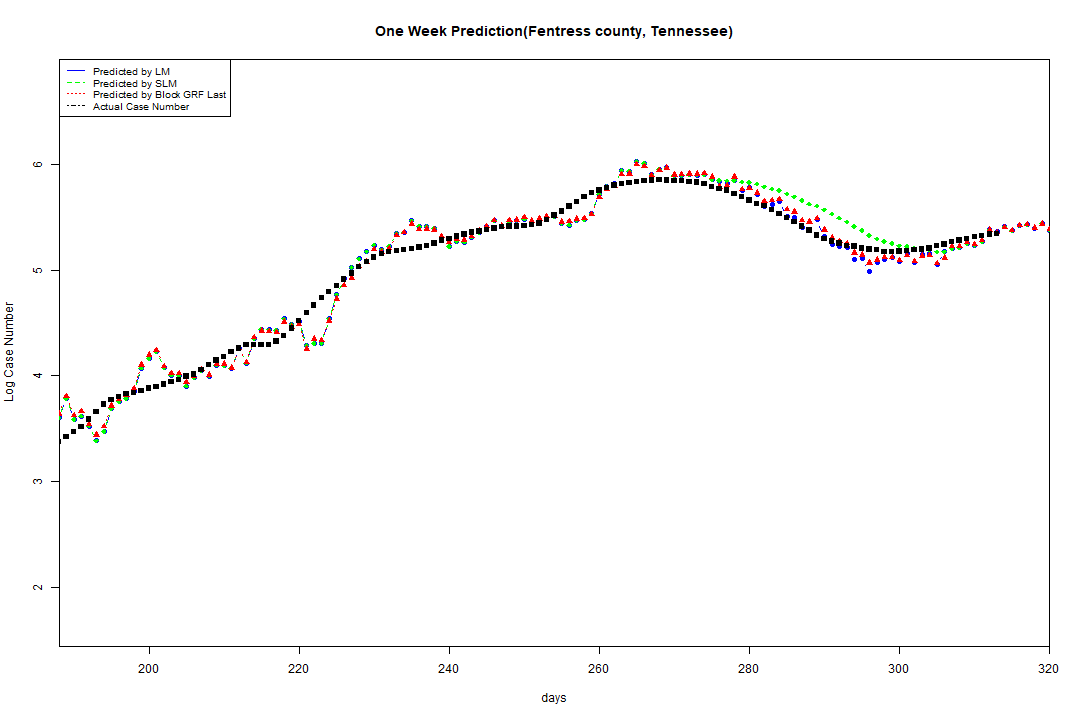 One Week Prediction(Fentress county, Tennessee)
Predicted by LM
Predicted by SLM
Predicted by Block GRF Last
Actual Case Number
6
5
4
3
2
Log Case Number
200 220 240 260 280 300 320
days